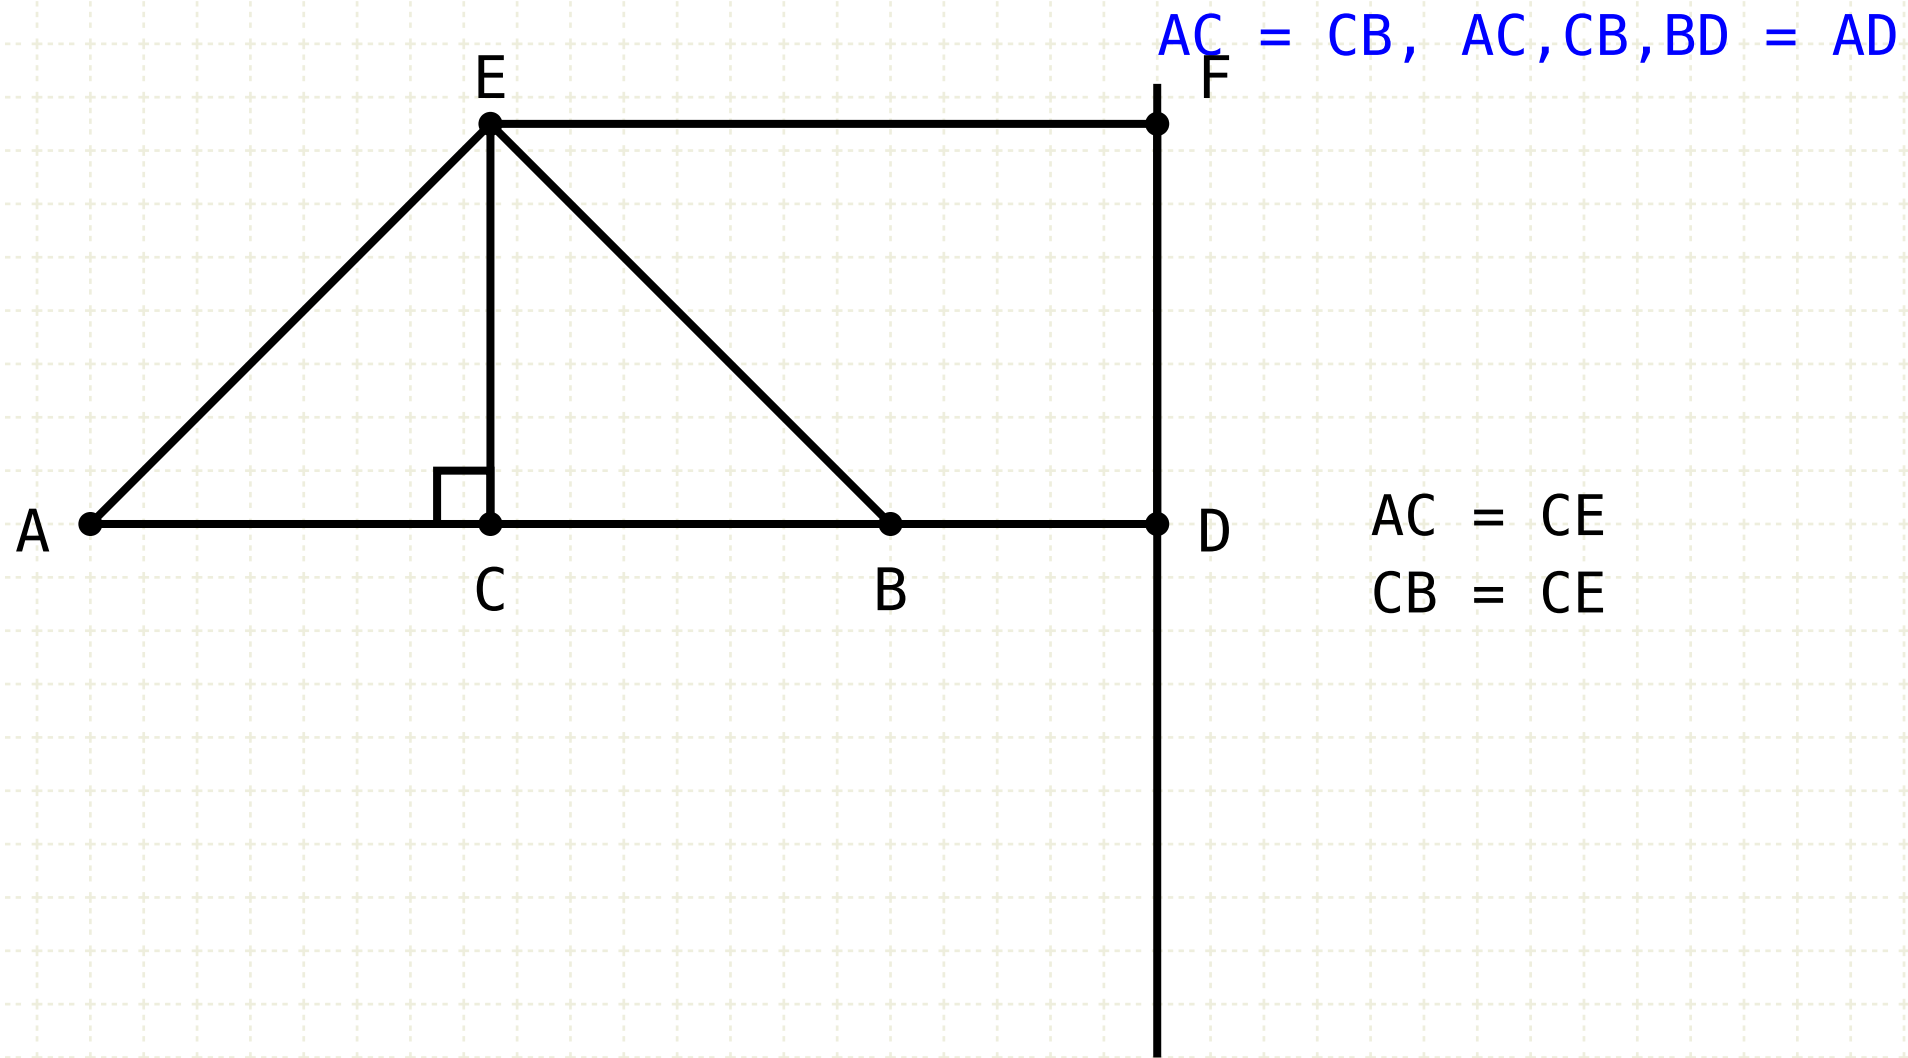 AC = CB, AC,CB,BD = AD
E
F
A
D
C
B
AC = CE
CB = CE